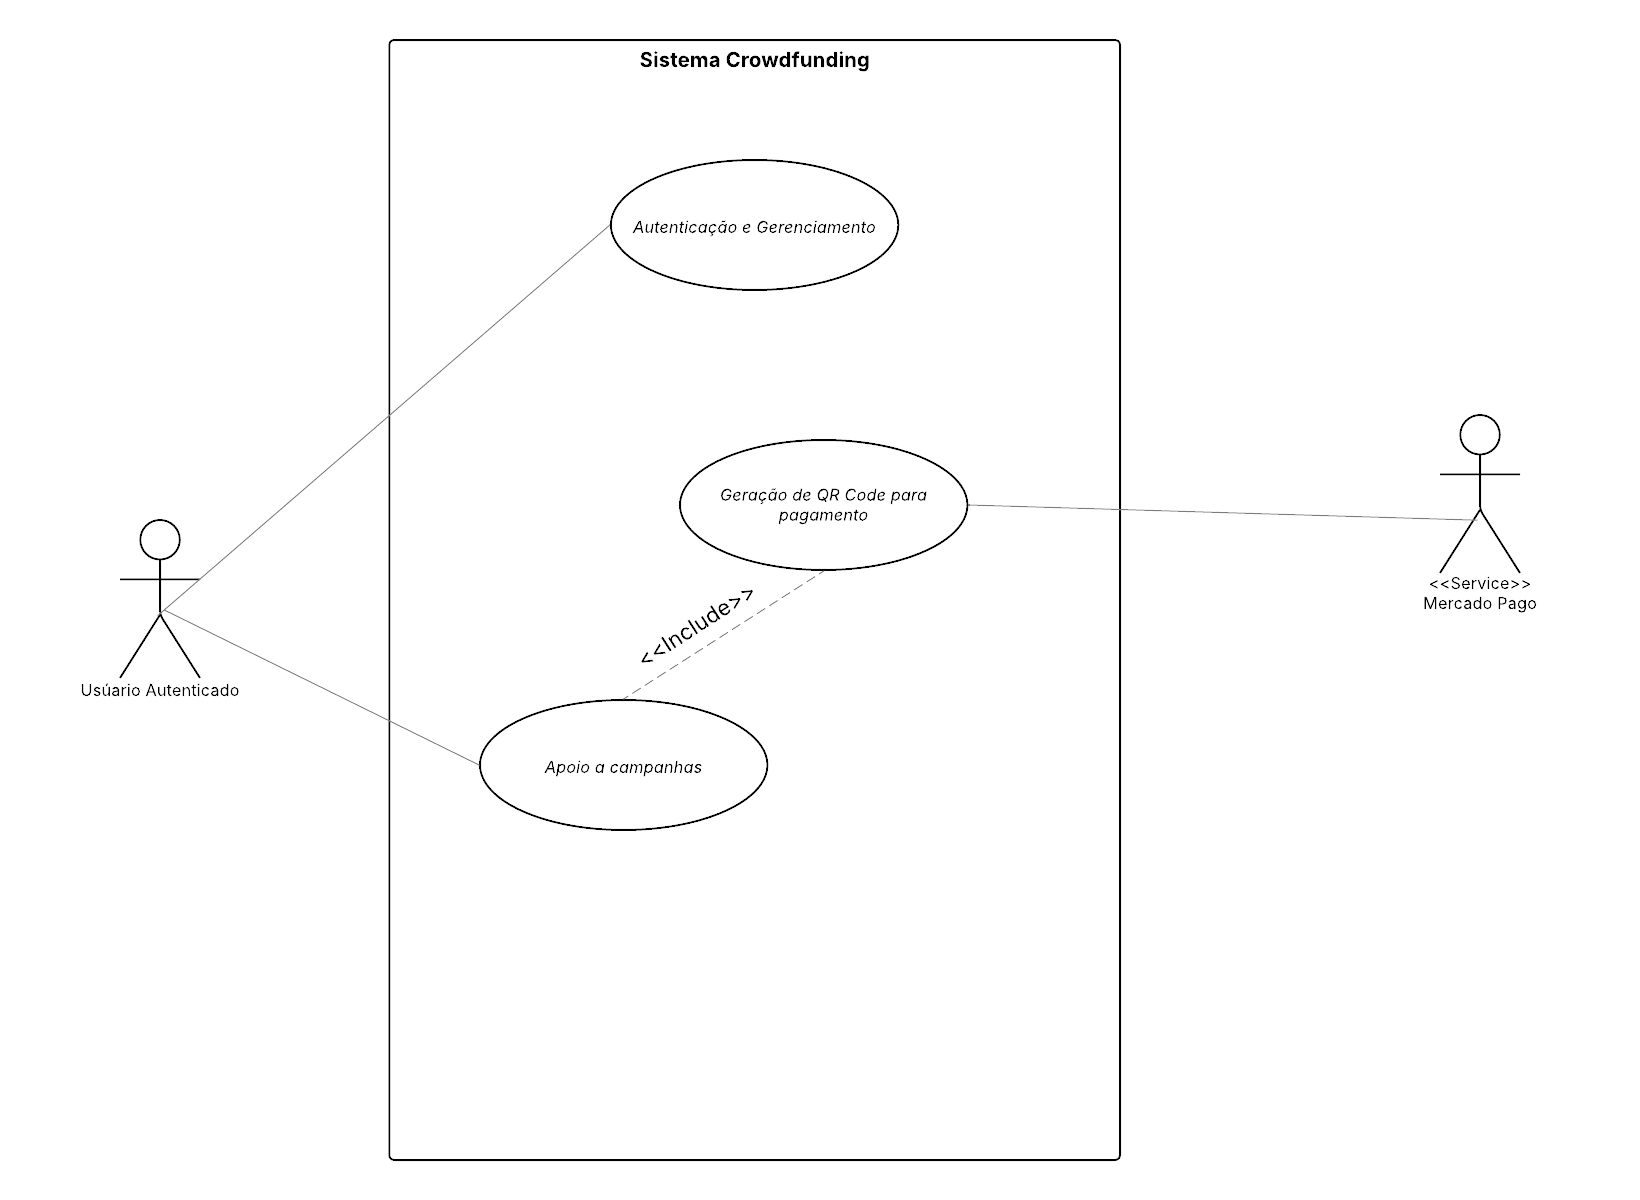 Sistema Crowdfunding
Autenticação e Gerenciamento
Geração de QR Code para
pagamento
<<Service>>
Mercado Pago
<<Include>>
Usúario Autenticado
Apoio a campanhas